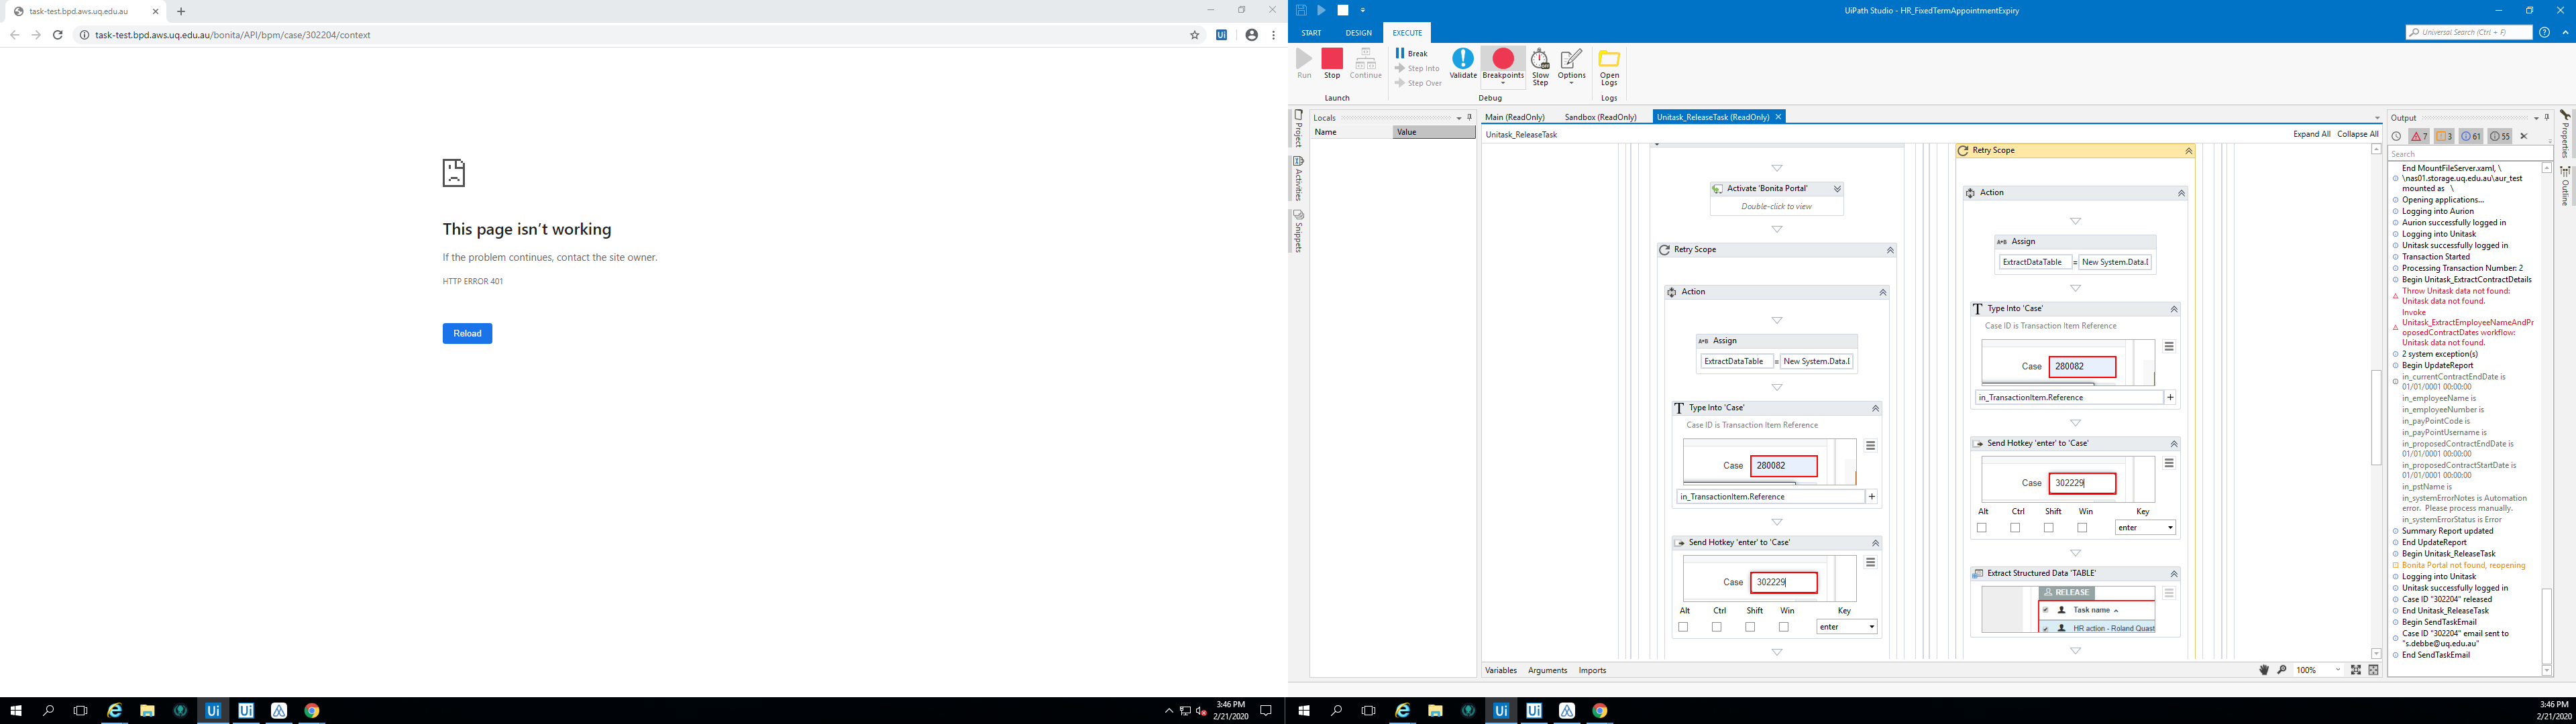 task-test.bpd.aws.uq.edu.au
task-test.bpd.aws.uq.edu.au/bonita/API/bpm/case/302204/context
This page isn't working
If the problem continues, contact the site owner.
HTTP ERROR 401
Reload
3:46 PM
2/21/2020
UiPath Studio - HR_FixedTermAppointmentExpiry
START
DESIGN
EXECUTE
Universal Search (Ctrl + F)
Run
Stop
Continue
Break
Step Into
Step Over
Validate
Breakpoints
Slow Step
Options
Open Logs
Launch
Debug
Logs
Project
Activities
Snippets
Locals
Name
Value
Main (ReadOnly)
Sandbox (ReadOnly)
Unitask_ReleaseTask (ReadOnly)
Unitask_ReleaseTask
Expand All
Collapse All
Activate 'Bonita Portal'
Double-click to view
Retry Scope
Action
A+B Assign
ExtractDataTable = New System.Data.D
Type Into 'Case'
Case ID is Transaction Item Reference
Case 280082
in_TransactionItem.Reference
Send Hotkey 'enter' to 'Case'
Case 302229
Alt Ctrl Shift Win Key
enter
Retry Scope
Action
A+B Assign
ExtractDataTable = New System.Data.D
Type Into 'Case'
Case ID is Transaction Item Reference
Case 280082
in_TransactionItem.Reference
Send Hotkey 'enter' to 'Case'
Case 302229
Alt Ctrl Shift Win Key
enter
Extract Structured Data 'TABLE'
RELEASE
Task name
HR action - Roland Quast
Variables
Arguments
Imports
100%
Output
7
3
61
55
Search
End MountFileServer.xaml, \
\nas01.storage.uq.edu.au\aur_test
mounted as \
Opening applications...
Logging into Aurion
Aurion successfully logged in
Logging into Unitask
Unitask successfully logged in
Transaction Started
Processing Transaction Number: 2
Begin Unitask_ExtractContractDetails
Throw Unitask data not found:
Unitask data not found.
Invoke
Unitask_ExtractEmployeeNameAndPr
oposedContractDates workflow:
Unitask data not found.
2 system exception(s)
Begin UpdateReport
in_currentContractEndDate is
01/01/0001 00:00:00
in_employeeName is
in_employeeNumber is
in_payPointCode is
in_payPointUsername is
in_proposedContractEndDate is
01/01/0001 00:00:00
in_proposedContractStartDate is
01/01/0001 00:00:00
in_pstName is
in_systemErrorNotes is Automation
error. Please process manually.
in_systemErrorStatus is Error
Summary Report updated
End UpdateReport
Begin Unitask_ReleaseTask
Bonita Portal not found, reopening
Logging into Unitask
Unitask successfully logged in
Case ID "302204" released
End Unitask_ReleaseTask
Begin SendTaskEmail
Case ID "302204" email sent to
"s.debbe@uq.edu.au"
End SendTaskEmail
Properties
Outline
3:46 PM
2/21/2020